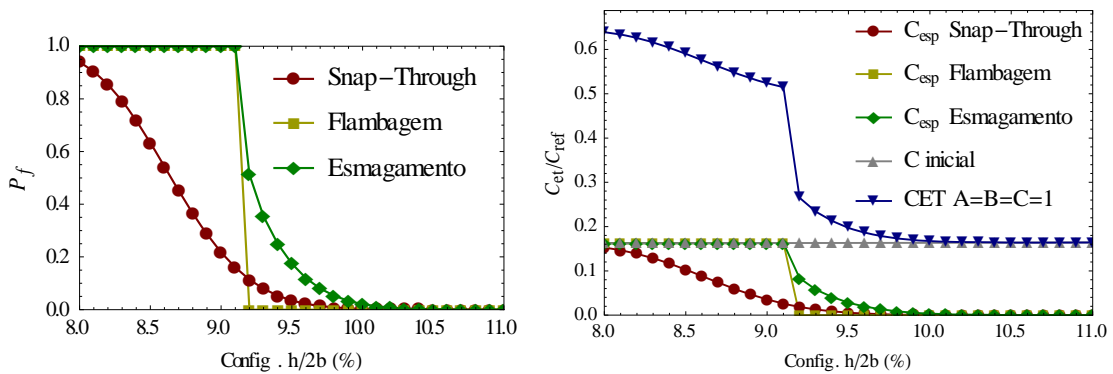 1.0
0.8
0.6
0.4
0.2
0.0
P_f
Snap-Through
Flambagem
Esmagamento
8.0 8.5 9.0 9.5 10.0 10.5 11.0
Config . h/2b (%)
0.6
0.5
0.4
0.3
0.2
0.1
0.0
C_et/C_ref
C_esp Snap-Through
C_esp Flambagem
C_esp Esmagamento
C inicial
CET A=B=C=1
8.0 8.5 9.0 9.5 10.0 10.5 11.0
Config . h/2b (%)